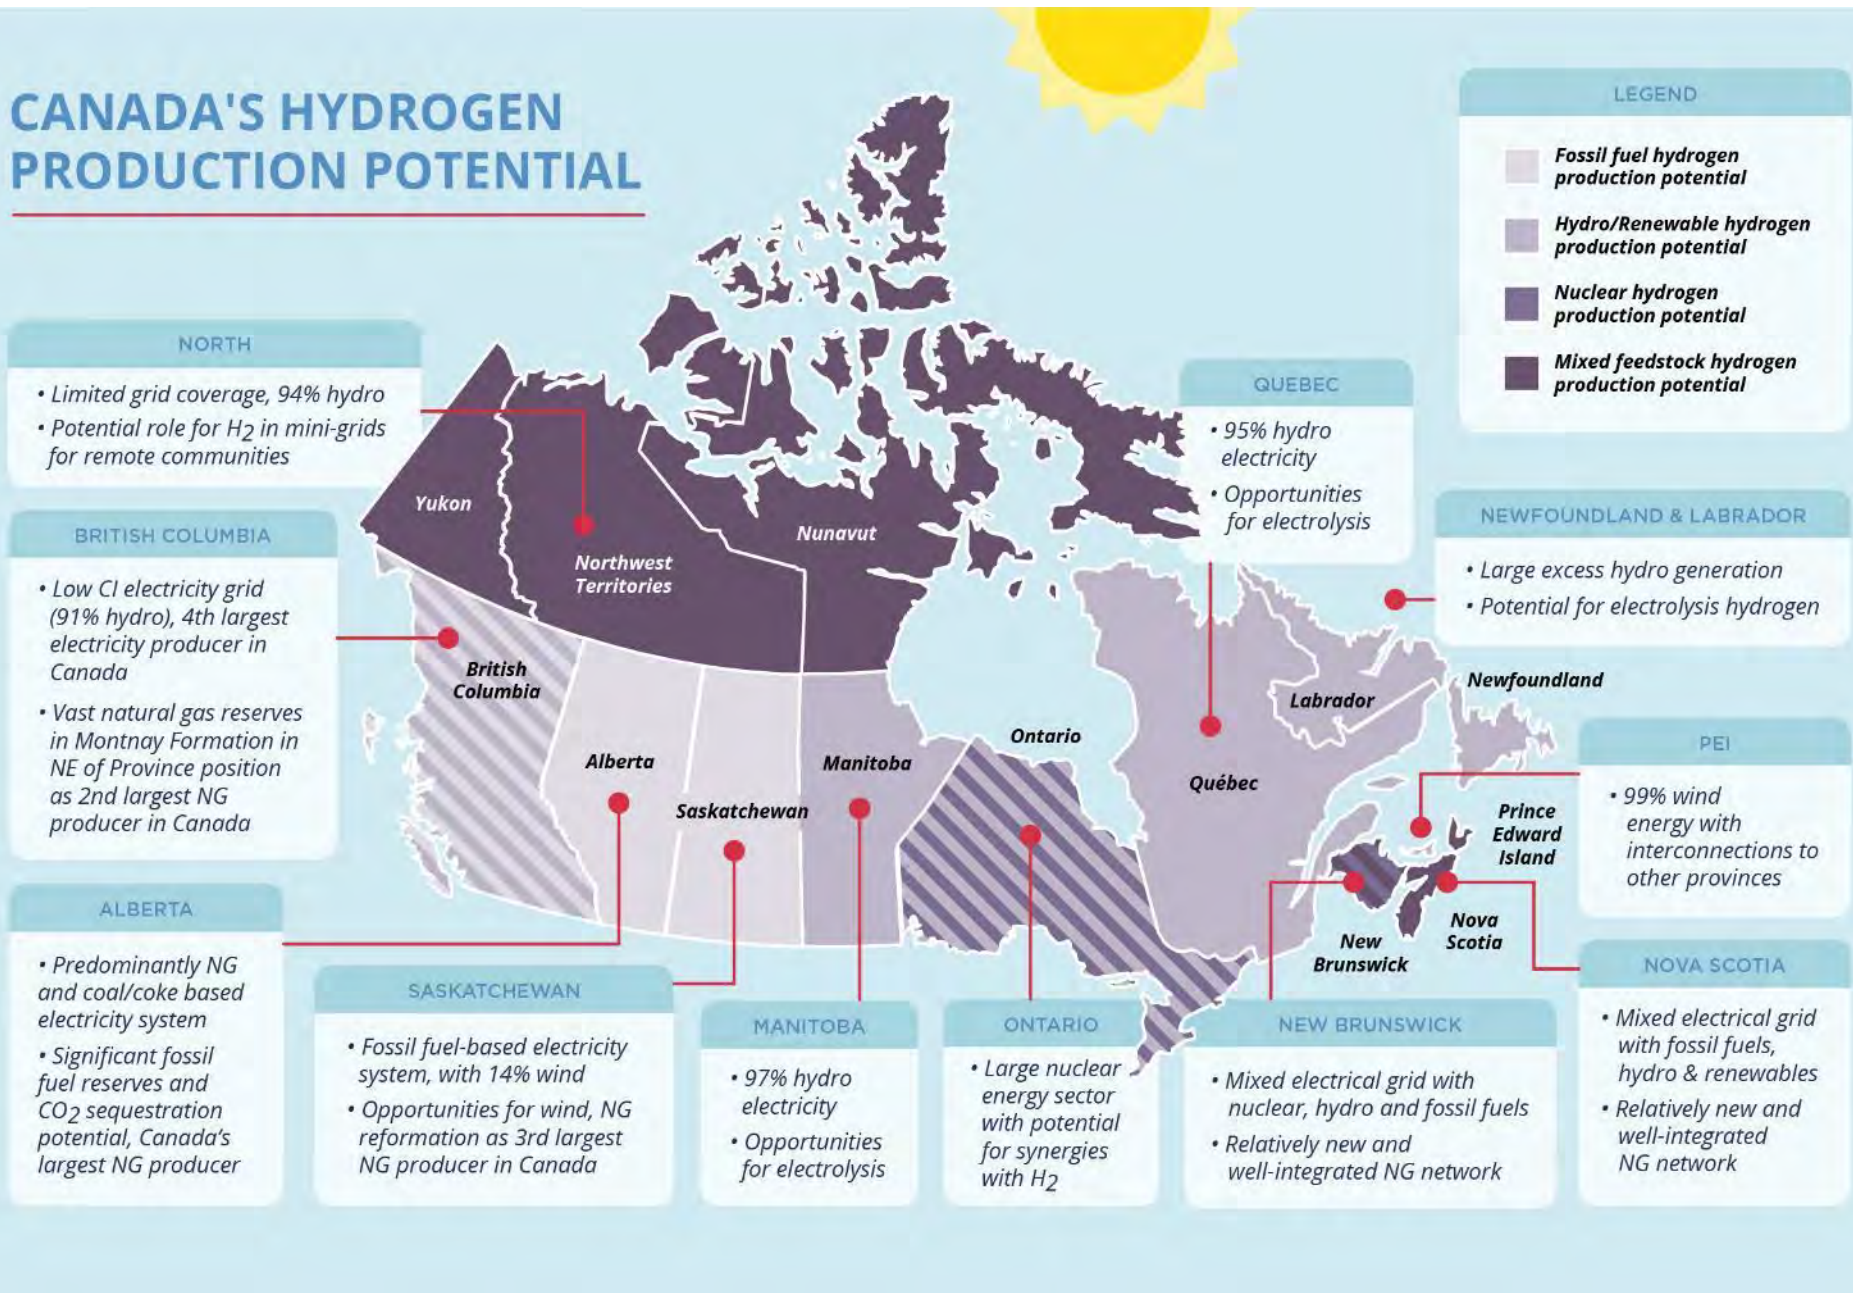 CANADA'S HYDROGEN
PRODUCTION POTENTIAL
LEGEND
Fossil fuel hydrogen
production potential
Hydro/Renewable hydrogen
production potential
Nuclear hydrogen
production potential
Mixed feedstock hydrogen
production potential
NORTH
• Limited grid coverage, 94% hydro
• Potential role for H2 in mini-grids
for remote communities
BRITISH COLUMBIA
• Low CI electricity grid
(91% hydro), 4th largest
electricity producer in
Canada
• Vast natural gas reserves
in Montnay Formation in
NE of Province position
as 2nd largest NG
producer in Canada
ALBERTA
• Predominantly NG
and coal/coke based
electricity system
• Significant fossil
fuel reserves and
CO2 sequestration
potential, Canada's
largest NG producer
SASKATCHEWAN
• Fossil fuel-based electricity
system, with 14% wind
• Opportunities for wind, NG
reformation as 3rd largest
NG producer in Canada
MANITOBA
• 97% hydro
electricity
• Opportunities
for electrolysis
ONTARIO
• Large nuclear
energy sector
with potential
for synergies
with H2
NEW BRUNSWICK
• Mixed electrical grid with
nuclear, hydro and fossil fuels
• Relatively new and
well-integrated NG network
NOVA SCOTIA
• Mixed electrical grid
with fossil fuels,
hydro & renewables
• Relatively new and
well-integrated
NG network
PEI
• 99% wind
energy with
interconnections to
other provinces
NEWFOUNDLAND & LABRADOR
• Large excess hydro generation
• Potential for electrolysis hydrogen
QUEBEC
• 95% hydro
electricity
• Opportunities
for electrolysis
Yukon
Northwest
Territories
Nunavut
British
Columbia
Alberta
Saskatchewan
Manitoba
Ontario
Québec
Labrador
Newfoundland
Prince
Edward
Island
Nova
Scotia
New
Brunswick